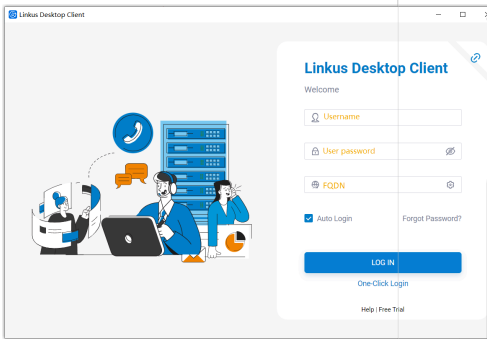 Linkus Desktop Client
Linkus Desktop Client
Welcome
Username
User password
FQDN
Auto Login Forgot Password?
LOG IN
One-Click Login
Help | Free Trial